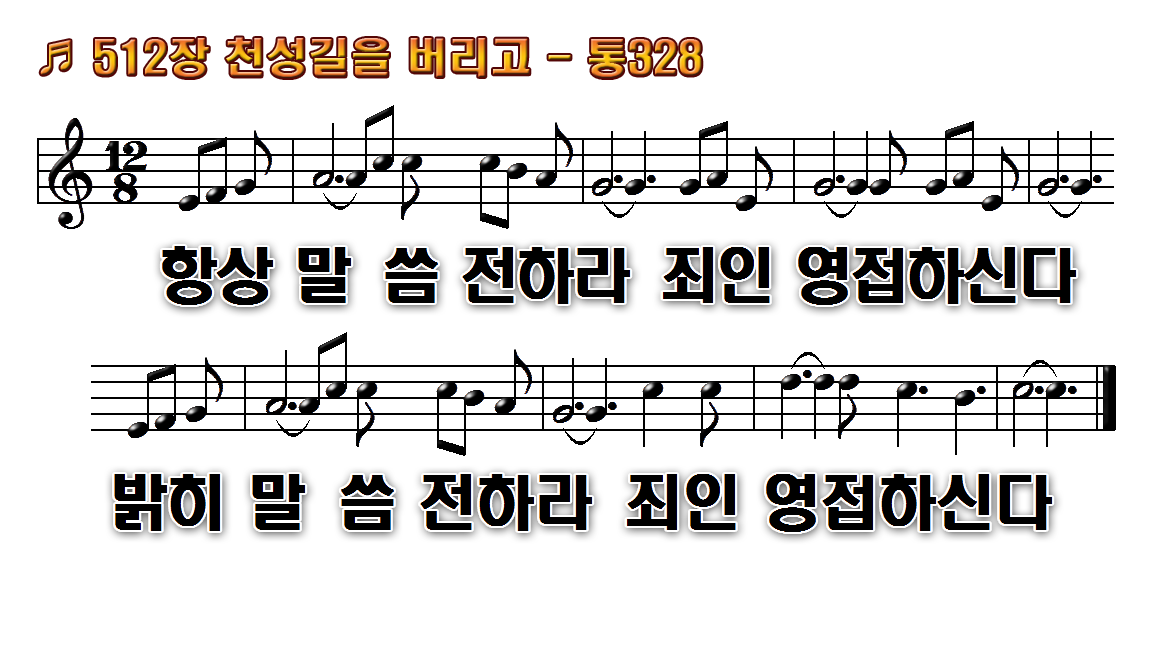 ♬ 512장 천성길을 버리고 - 통328
12
8
항상 말 씀 전하라 죄인 영접하신다
밝히 말 씀 전하라 죄인 영접하신다